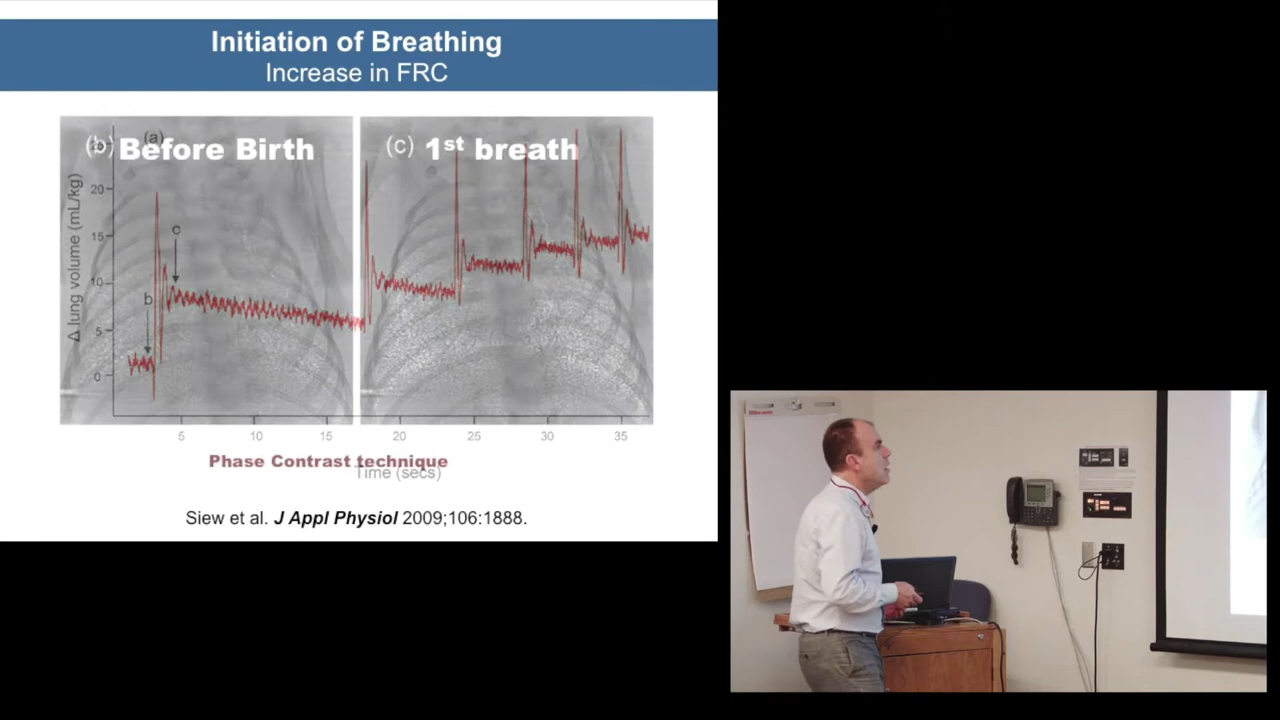 Initiation of Breathing
Increase in FRC
(b) Before Birth
(a)
(c) 1st breath
Δ lung volume (mL/kg)
20
15
10
5
0
c
b
5 10 15 20 25 30 35
Phase Contrast technique
Time (secs)
Siew et al. J Appl Physiol 2009;106:1888.